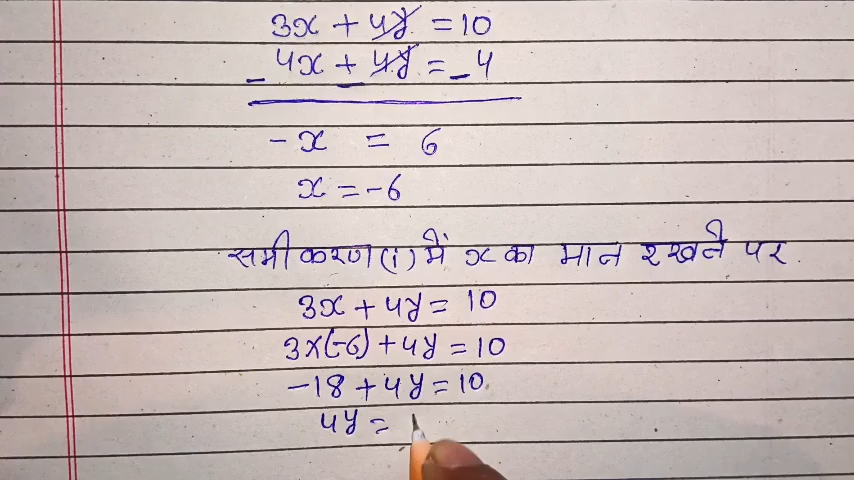 3x + 4y = 10
4x + 4y = 4
- - -
-x = 6
x = -6
समीकरण (i) में x का मान रखने पर
3x + 4y = 10
3×(-6) + 4y = 10
-18 + 4y = 10
4y =